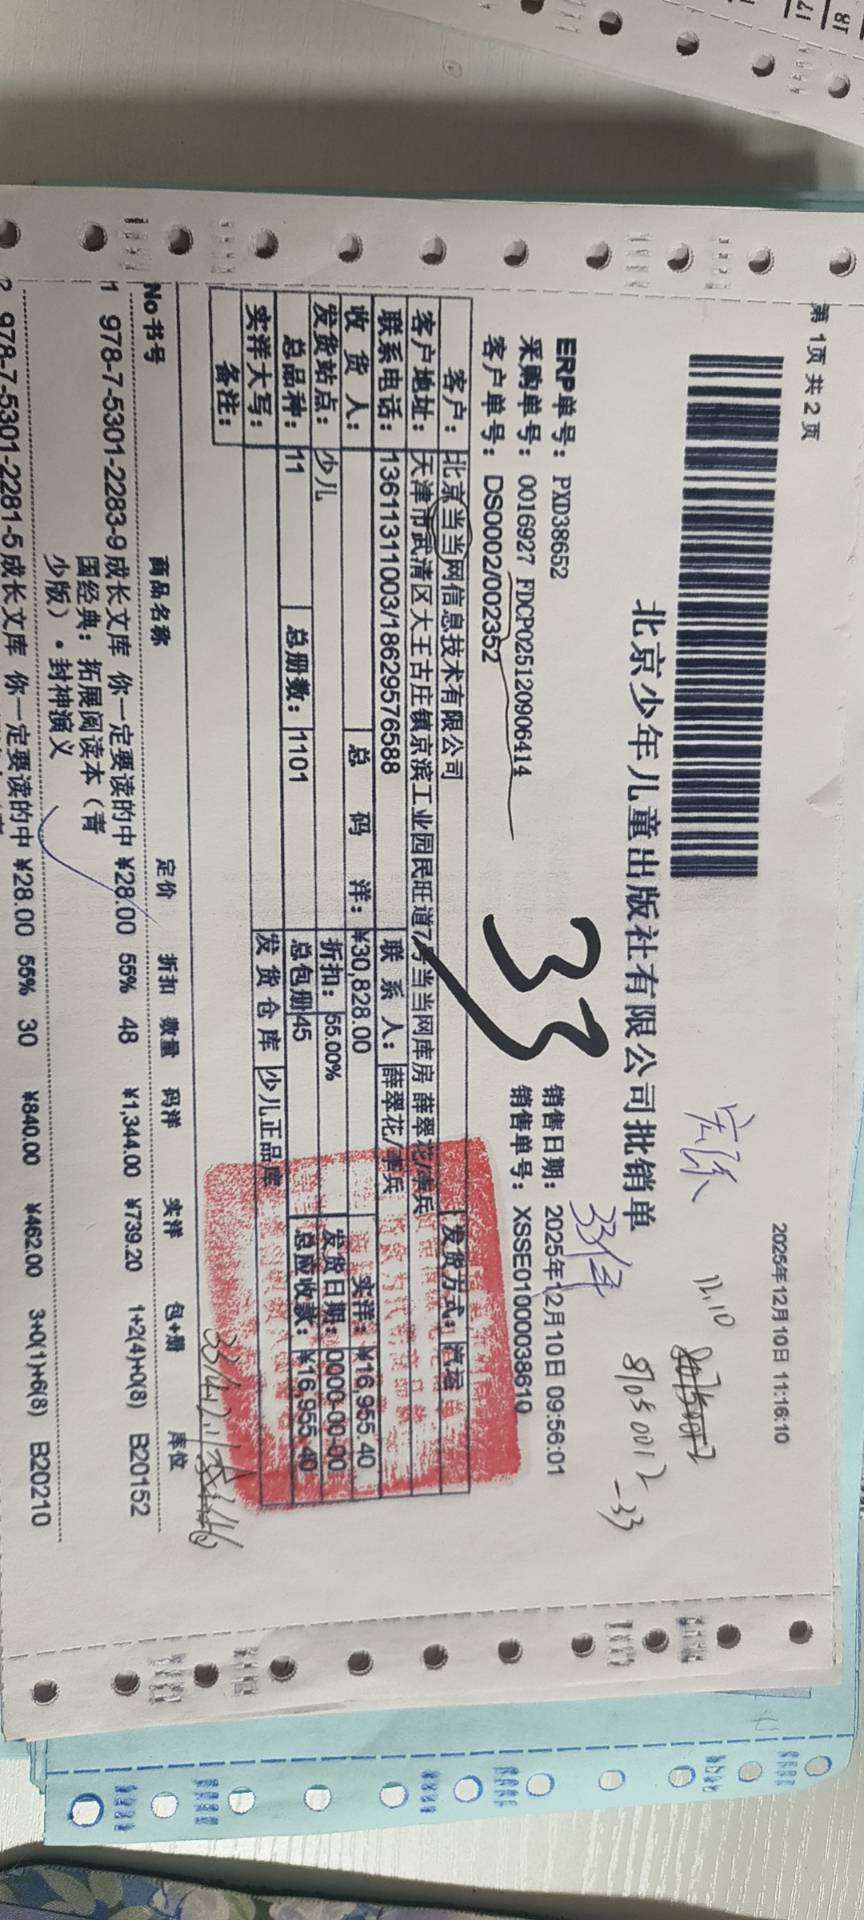 第 1页 共 2 页
2025年12月10日 11:16:10
12.10
8105 0012 -33
北京少年儿童出版社有限公司批销单
33件
33
ERP单号: PXD38652
销售日期: 2025年12月10日 09:56:01
采购单号: 0016927 FDCP025120906414
销售单号: XSSE01000038610
客户单号: DS0002/002352
客户: 北京当当网信息技术有限公司 发货方式: 汽运
客户地址: 天津市武清区大王古庄镇京滨工业园民旺道7号当当网库房 薛翠花/李兵
联系电话: 13611311003/18629576588 联系人: 薛翠花/李兵
收货人: 总码洋: ¥30,828.00 实洋: ¥16,955.40
发货站点: 少儿 折扣: 55.00% 发货日期: 0000-00-00
总品种: 11 总册数: 1101 总包册 45 总应收款: ¥16,955.40
实洋大写: 发货仓库 少儿正品库
备注:
No 书号 商品名称 定价 折扣 数量 码洋 实洋 包+册 库位
1 978-7-5301-2283-9 成长文库 你一定要读的中 ¥28.00 55% 48 ¥1,344.00 ¥739.20 1+2(4)+0(8) B20152
国经典: 拓展阅读本 (青
少版) · 封神演义
2 978-7-5301-2281-5 成长文库 你一定要读的中 ¥28.00 55% 30 ¥840.00 ¥462.00 3+0(1)+6(8) B20210